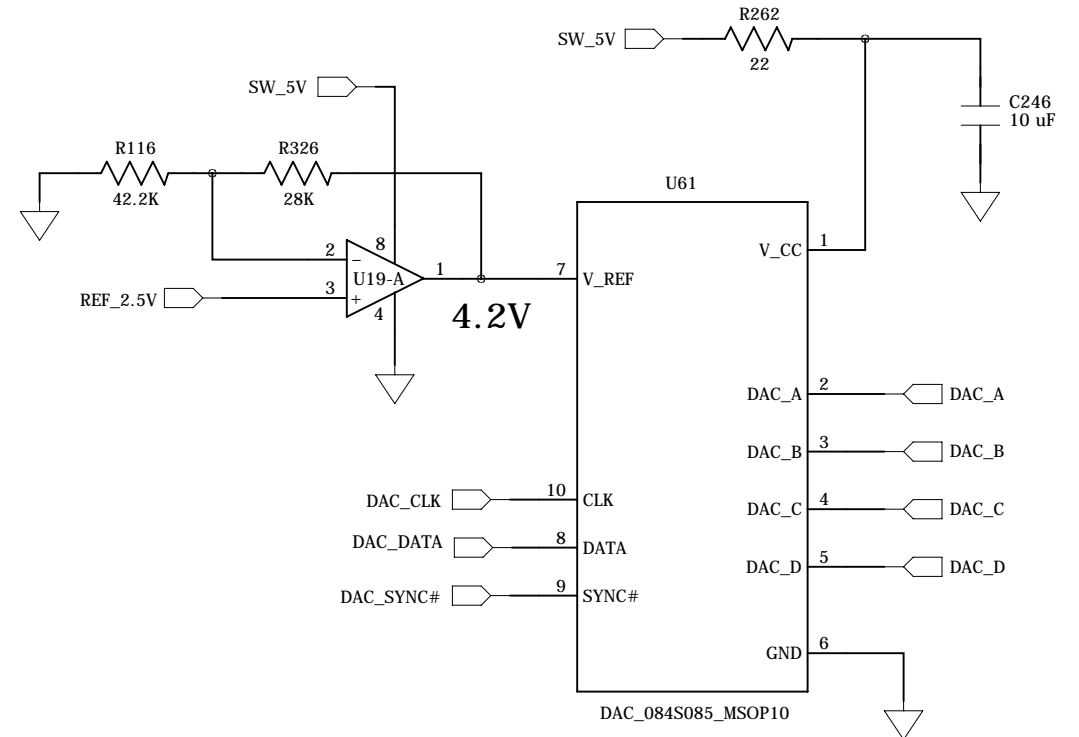 R262
SW_5V
22
SW_5V
C246
10 uF
R116
R326
42.2K
28K
U61
8
2
V_CC
1
−
U19-A
1
7
V_REF
REF_2.5V
3
+
4
4.2V
DAC_A
2
DAC_A
DAC_B
3
DAC_B
DAC_CLK
10
CLK
DAC_C
4
DAC_C
DAC_DATA
8
DATA
DAC_D
5
DAC_D
DAC_SYNC#
9
SYNC#
GND
6
DAC_084S085_MSOP10